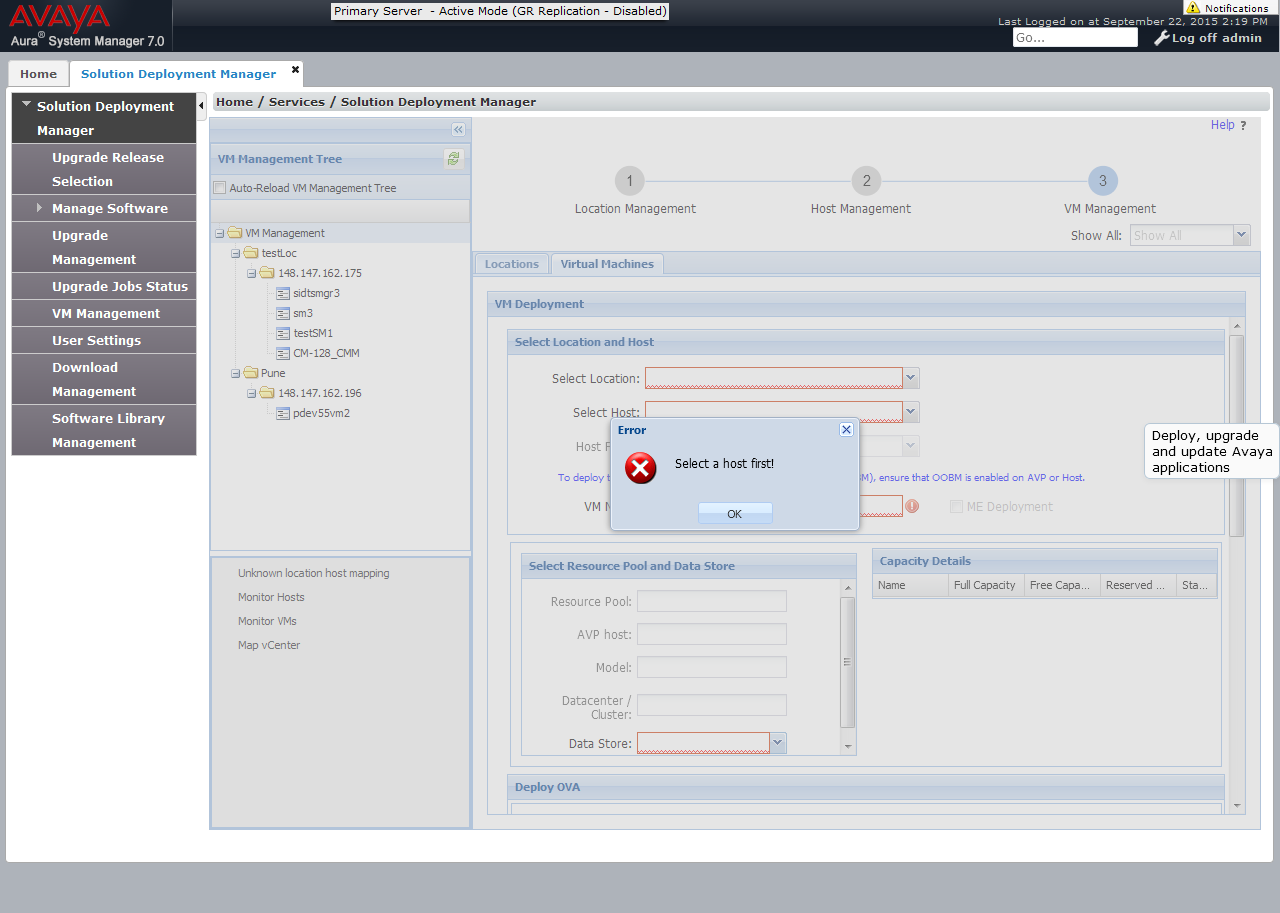 AVAYA
Aura® System Manager 7.0
Primary Server - Active Mode (GR Replication - Disabled)
Notifications
Last Logged on at September 22, 2015 2:19 PM
Go...
Log off admin
Home
Solution Deployment Manager
Solution Deployment
Manager
Upgrade Release
Selection
Manage Software
Upgrade
Management
Upgrade Jobs Status
VM Management
User Settings
Download
Management
Software Library
Management
Home / Services / Solution Deployment Manager
Help ?
VM Management Tree
Auto-Reload VM Management Tree
VM Management
testLoc
148.147.162.175
sidtsmgr3
sm3
testSM1
CM-128_CMM
Pune
148.147.162.196
pdev55vm2
Unknown location host mapping
Monitor Hosts
Monitor VMs
Map vCenter
1
2
3
Location Management
Host Management
VM Management
Show All:
Show All
Locations
Virtual Machines
VM Deployment
Select Location and Host
Select Location:
Select Host:
Host
To deploy
M), ensure that OOBM is enabled on AVP or Host.
VM
ME Deployment
Error
Select a host first!
OK
Deploy, upgrade
and update Avaya
applications
Select Resource Pool and Data Store
Resource Pool:
AVP host:
Model:
Datacenter /
Cluster:
Data Store:
Capacity Details
Name
Full Capacity
Free Capa...
Reserved ...
Sta...
Deploy OVA